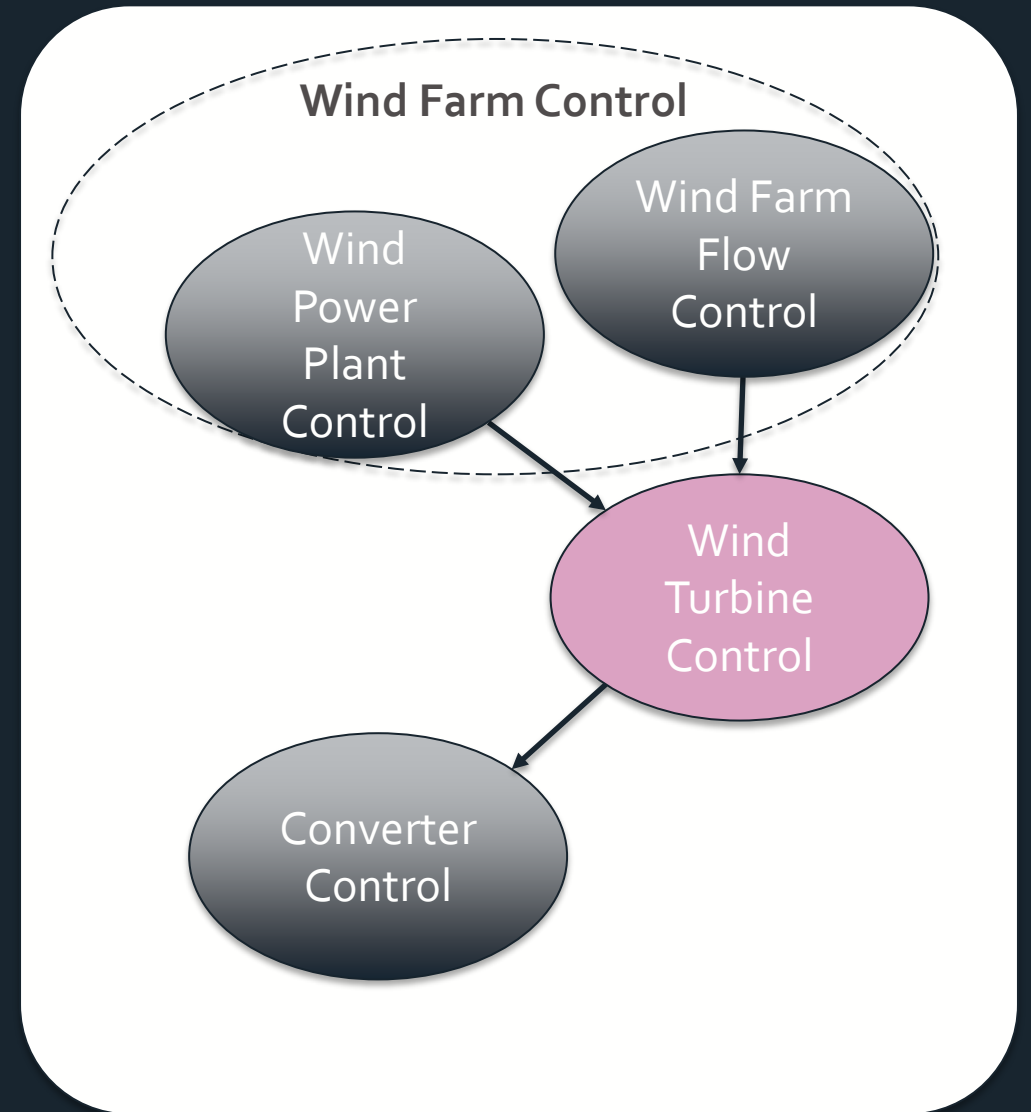 Wind Farm Control
Wind Farm
Flow
Control
Wind
Power
Plant
Control
Wind
Turbine
Control
Converter
Control